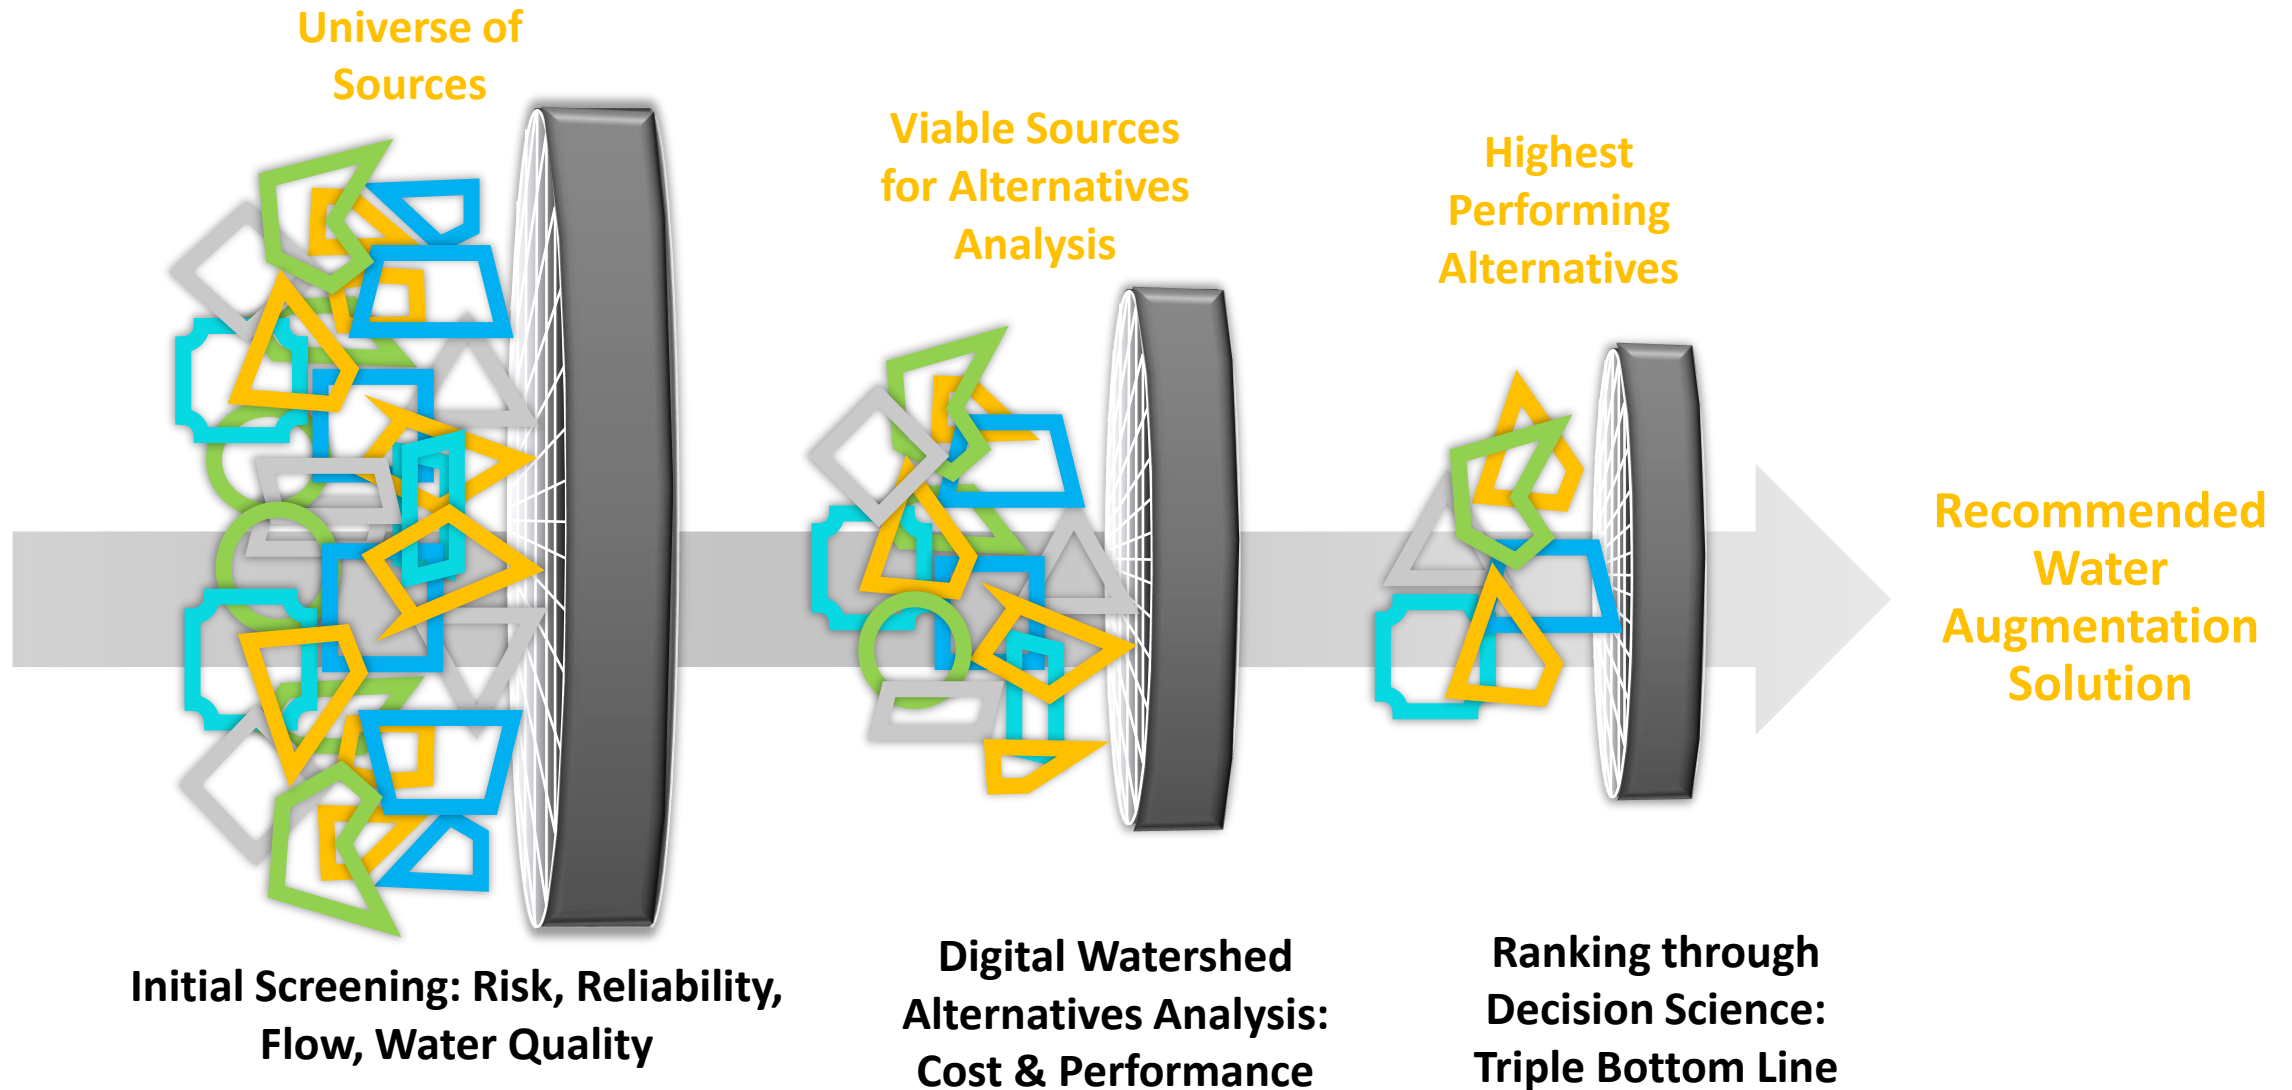 Universe of
Sources
Viable Sources
for Alternatives
Analysis
Highest
Performing
Alternatives
Recommended
Water
Augmentation
Solution
Initial Screening: Risk, Reliability,
Flow, Water Quality
Digital Watershed
Alternatives Analysis:
Cost & Performance
Ranking through
Decision Science:
Triple Bottom Line